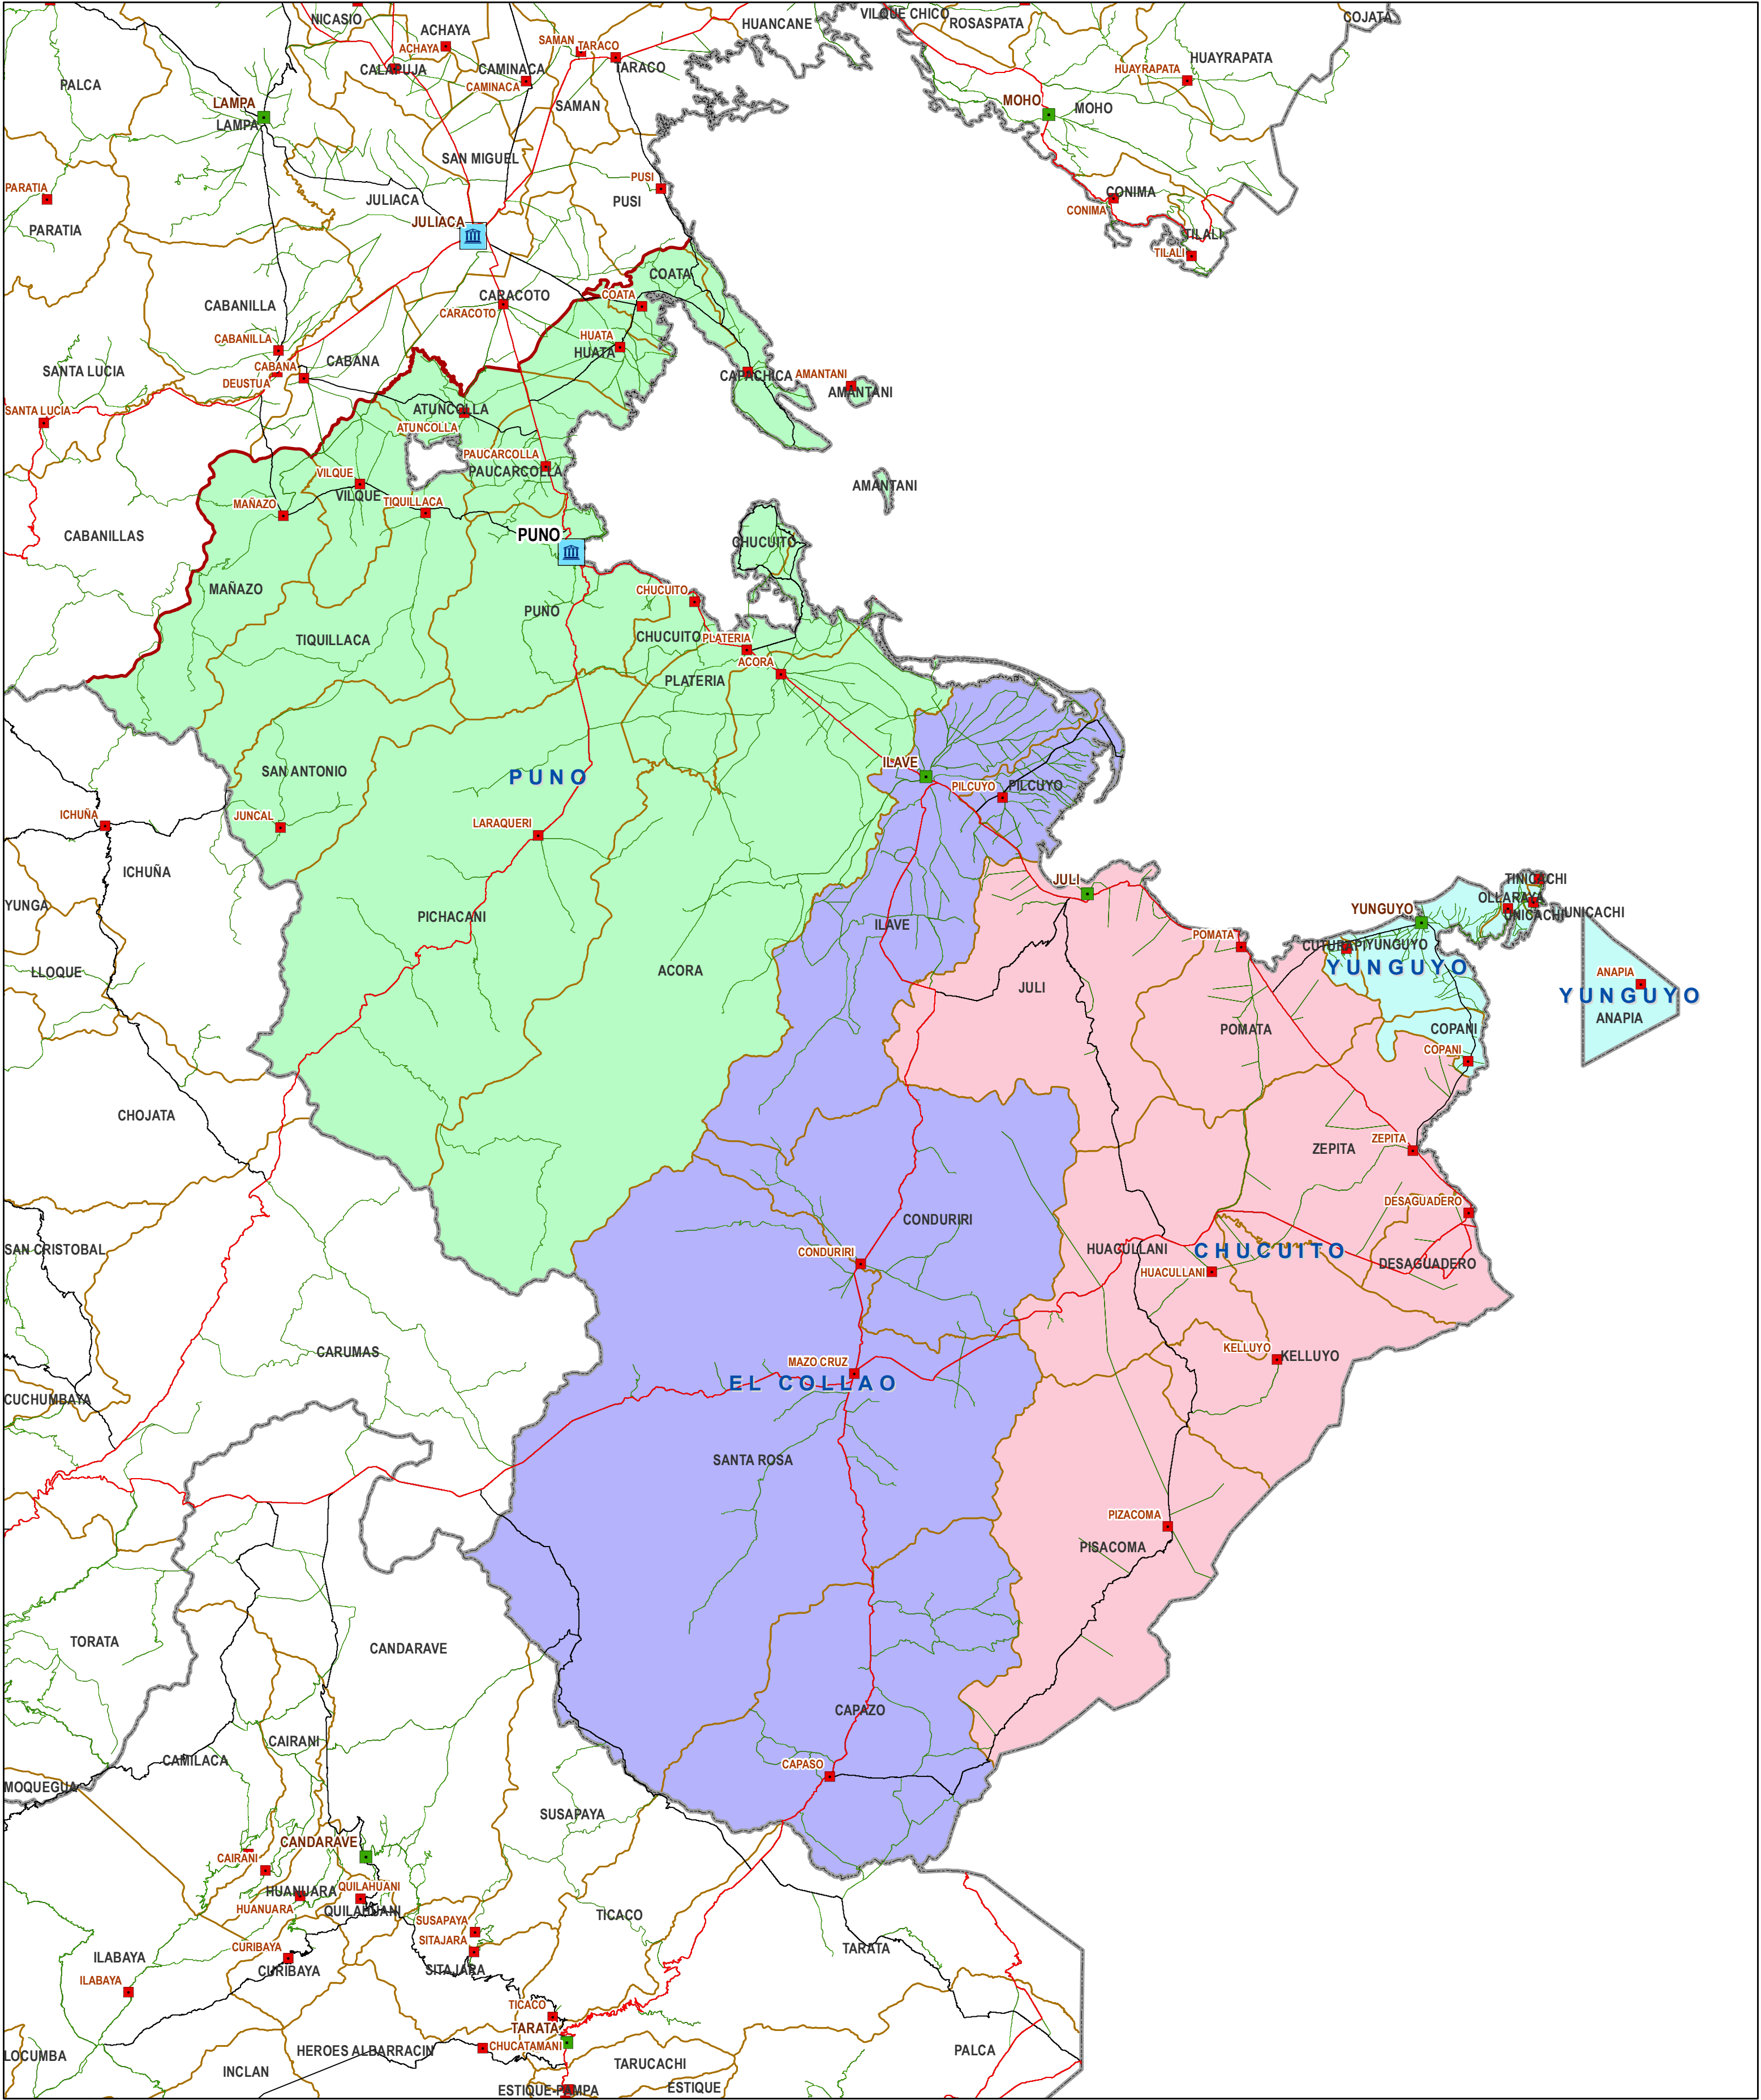 NICASIO
ACHAYA
ACHAYA
CALAPUJA
CAMINACA
CAMINACA
SAMAN
TARACO
TARACO
SAMAN
HUANCANE
VILQUE CHICO
ROSASPATA
COJATA
HUAYRAPATA
HUAYRAPATA
PALCA
LAMPA
LAMPA
MOHO
MOHO
SAN MIGUEL
PARATIA
PARATIA
JULIACA
JULIACA
PUSI
PUSI
CONIMA
CONIMA
TILALI
TILALI
COATA
COATA
CARACOTO
CARACOTO
CABANILLA
CABANILLA
HUATA
HUATA
SANTA LUCIA
CABANA
CABANA
DEUSTUA
CAPACHICA
AMANTANI
AMANTANI
SANTA LUCIA
ATUNCOLLA
ATUNCOLLA
PAUCARCOLLA
PAUCARCOLLA
VILQUE
VILQUE
AMANTANI
MAÑAZO
TIQUILLACA
CABANILLAS
PUNO
CHUCUITO
MAÑAZO
CHUCUITO
PUNO
TIQUILLACA
CHUCUITO
PLATERIA
ACORA
PLATERIA
SAN ANTONIO
PUNO
ILAVE
PILCUYO
PILCUYO
ICHUÑA
JUNCAL
LARAQUERI
ICHUÑA
JULI
TINICACHI
OLLARAYA
UNICACHI
UNICACHI
YUNGA
YUNGUYO
PICHACANI
ILAVE
POMATA
CUTURAPI
YUNGUYO
YUNGUYO
LLOQUE
ACORA
JULI
ANAPIA
YUNGUYO
ANAPIA
POMATA
COPANI
COPANI
CHOJATA
ZEPITA
ZEPITA
DESAGUADERO
CONDURIRI
SAN CRISTOBAL
CONDURIRI
HUACULLANI
CHUCUITO
HUACULLANI
DESAGUADERO
CARUMAS
KELLUYO
KELLUYO
MAZO CRUZ
EL COLLAO
CUCHUMBAYA
SANTA ROSA
PIZACOMA
PISACOMA
TORATA
CANDARAVE
CAPAZO
CAIRANI
CAMILACA
CAPASO
MOQUEGUA
SUSAPAYA
CANDARAVE
CAIRANI
HUANUARA
QUILAHUANI
HUANUARA
QUILAHUANI
SUSAPAYA
TICACO
SITAJARA
CURIBAYA
TARATA
ILABAYA
CURIBAYA
SITAJARA
ILABAYA
TICACO
TARATA
CHUCATAMANI
LOCUMBA
HEROES ALBARRACIN
PALCA
INCLAN
TARUCACHI
ESTIQUE-PAMPA
ESTIQUE